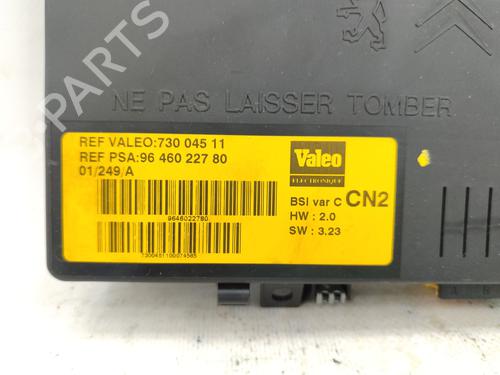 B-PARTS
NE PAS LAISSER TOMBER
REF VALEO:730 045 11
REF PSA:96 460 227 80
01/249/A
9646022780
7300451100074565
Valeo
ELECTRONIQUE
BSI var C CN2
HW : 2.0
SW : 3.23